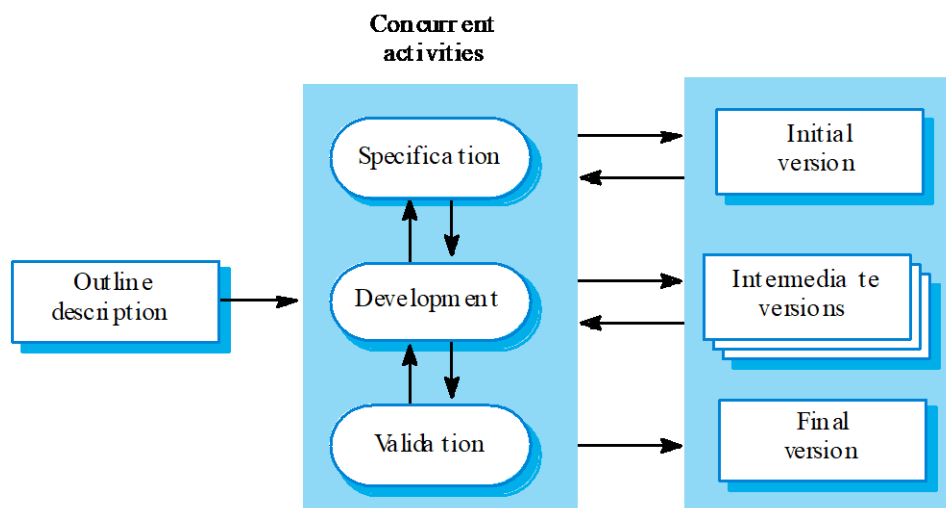 Concurrent
activities
Specification
Initial
version
Outline
description
Development
Intermediate
versions
Validation
Final
version